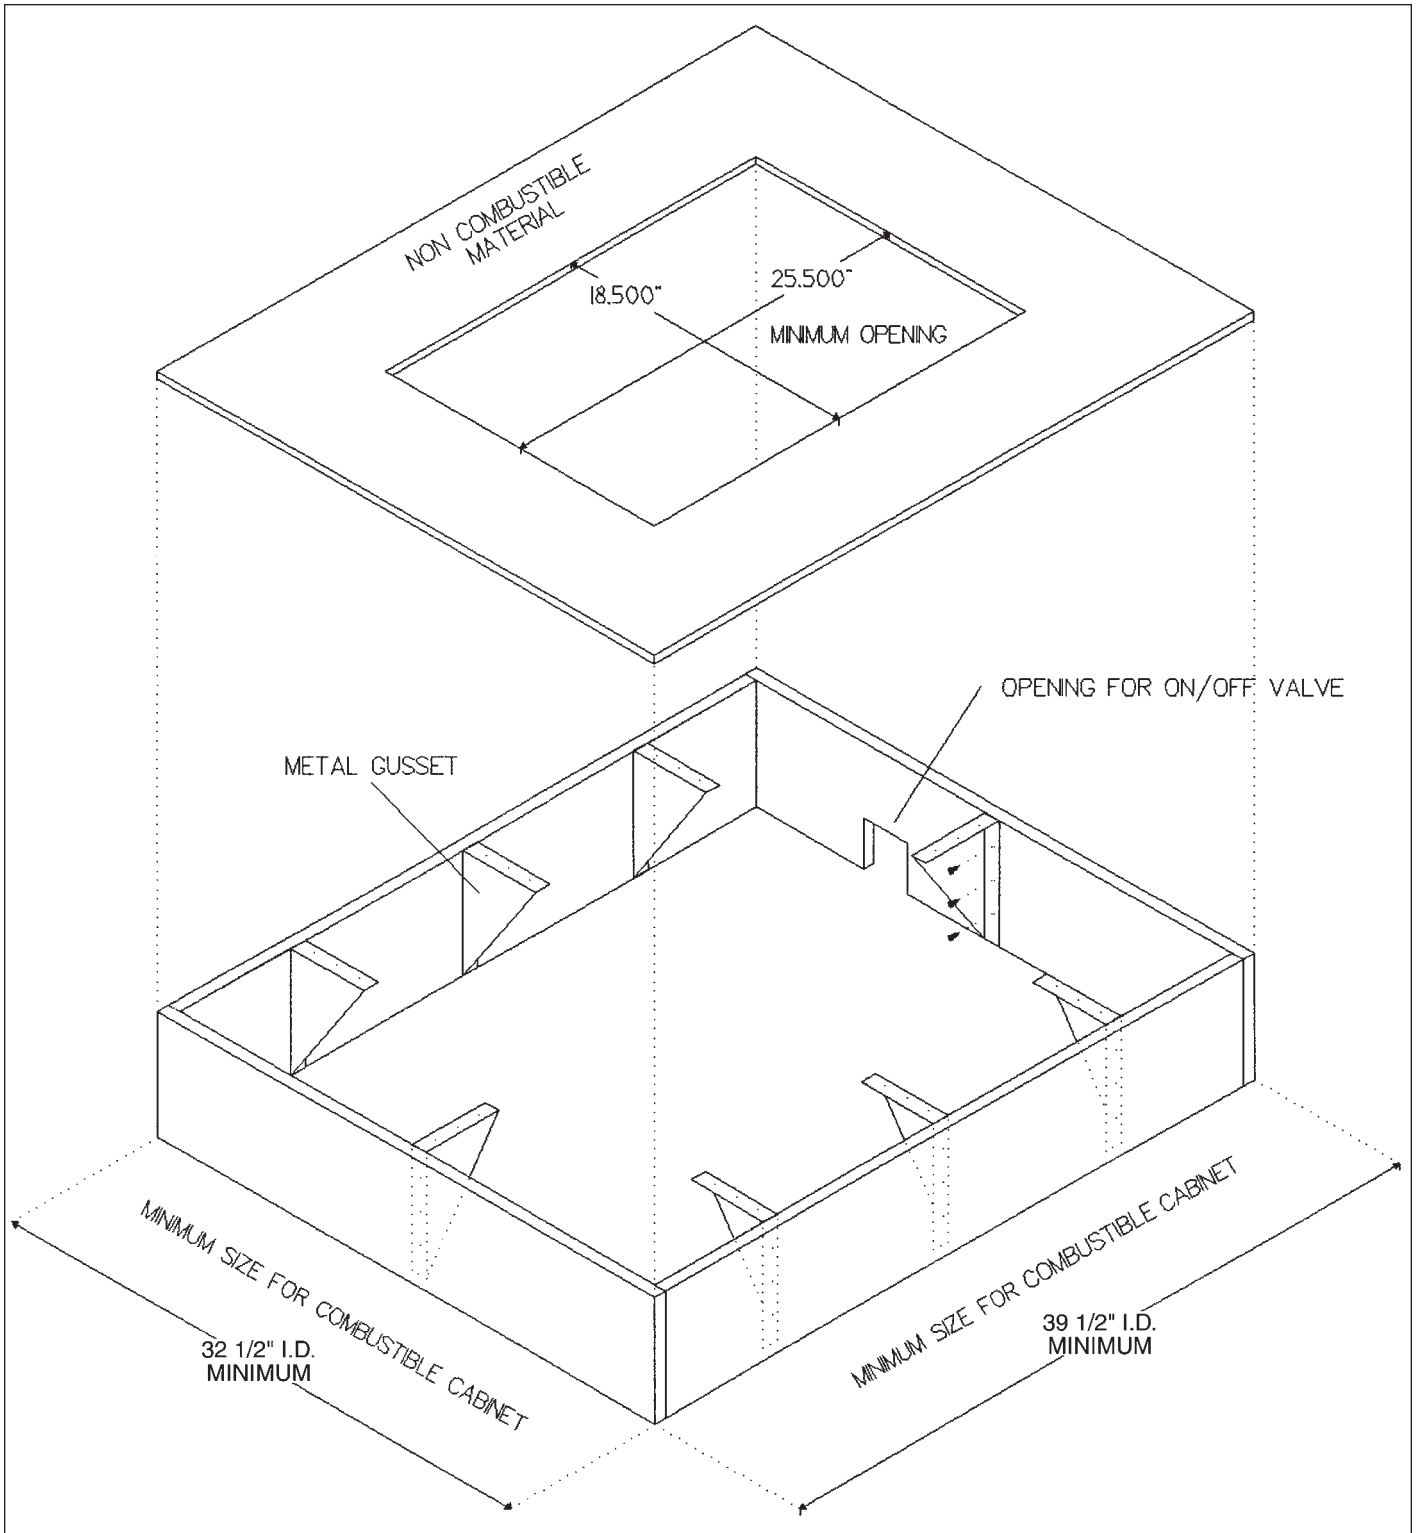 NON COMBUSTIBLE
MATERIAL
18.500"
25.500"
MINIMUM OPENING
OPENING FOR ON/OFF VALVE
METAL GUSSET
MINIMUM SIZE FOR COMBUSTIBLE CABINET
32 1/2" I.D.
MINIMUM
MINIMUM SIZE FOR COMBUSTIBLE CABINET
39 1/2" I.D.
MINIMUM